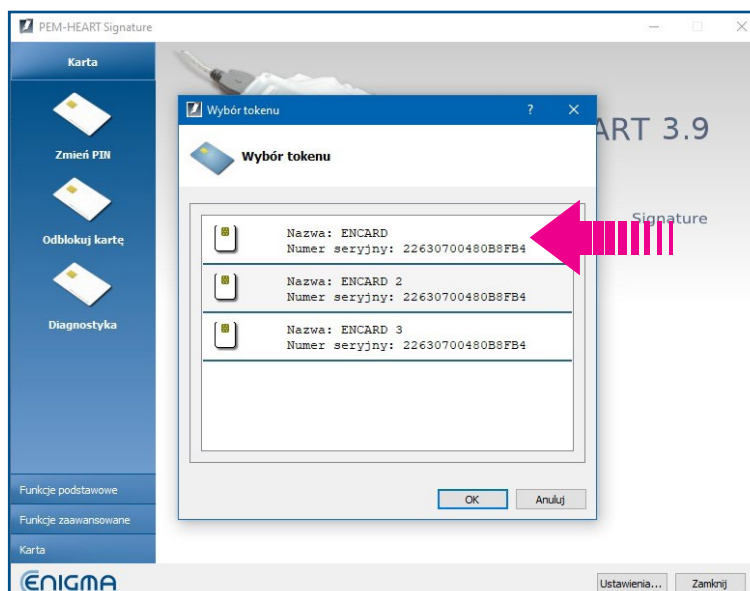 PEM-HEART Signature
Karta
Zmień PIN
Odblokuj kartę
Diagnostyka
Funkcje podstawowe
Funkcje zaawansowane
Karta
ENIGMA
ART 3.9
Signature
Wybór tokenu
?
Wybór tokenu
Nazwa: ENCARD
Numer seryjny: 22630700480B8FB4
Nazwa: ENCARD 2
Numer seryjny: 22630700480B8FB4
Nazwa: ENCARD 3
Numer seryjny: 22630700480B8FB4
OK Anuluj
Ustawienia... Zamknij